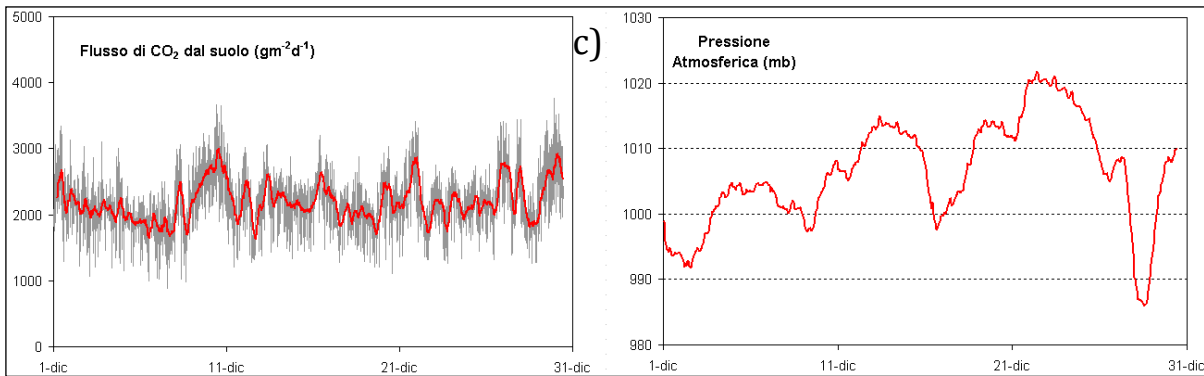 5000
4000
3000
2000
1000
0
Flusso di CO₂ dal suolo (gm⁻²d⁻¹)
1-dic
11-dic
21-dic
31-dic
c)
1030
1020
1010
1000
990
980
Pressione
Atmosferica (mb)
1-dic
11-dic
21-dic
31-dic